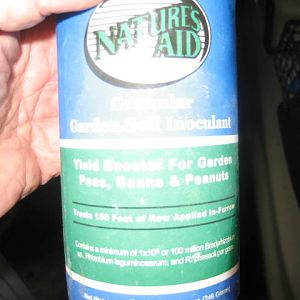 NATURE'S
AID
Granular
Garden Soil Inoculant
Yield Booster For Garden
Peas, Beans & Peanuts
Treats 150 Feet of Row Applied In-Furrow
Contains a minimum of 1x10⁸ or 100 million Bradyrhizobium
sp. Rhizobium leguminosarum, and R. phaseoli per gram